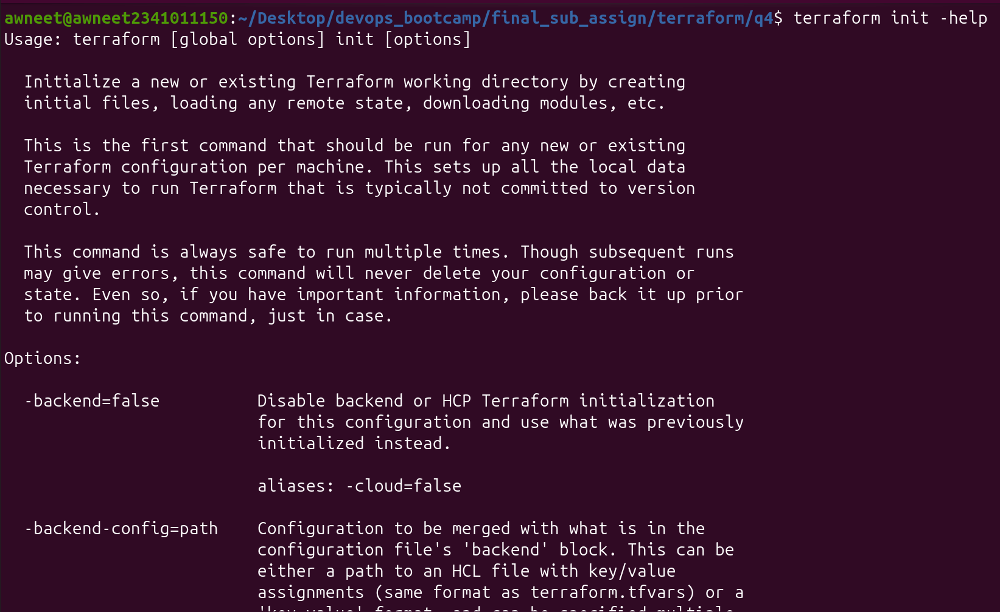 awneet@awneet2341011150:~/Desktop/devops_bootcamp/final_sub_assign/terraform/q4$ terraform init -help
Usage: terraform [global options] init [options]

  Initialize a new or existing Terraform working directory by creating
  initial files, loading any remote state, downloading modules, etc.

  This is the first command that should be run for any new or existing
  Terraform configuration per machine. This sets up all the local data
  necessary to run Terraform that is typically not committed to version
  control.

  This command is always safe to run multiple times. Though subsequent runs
  may give errors, this command will never delete your configuration or
  state. Even so, if you have important information, please back it up prior
  to running this command, just in case.

Options:

  -backend=false          Disable backend or HCP Terraform initialization
                          for this configuration and use what was previously
                          initialized instead.

                          aliases: -cloud=false

  -backend-config=path    Configuration to be merged with what is in the
                          configuration file's 'backend' block. This can be
                          either a path to an HCL file with key/value
                          assignments (same format as terraform.tfvars) or a